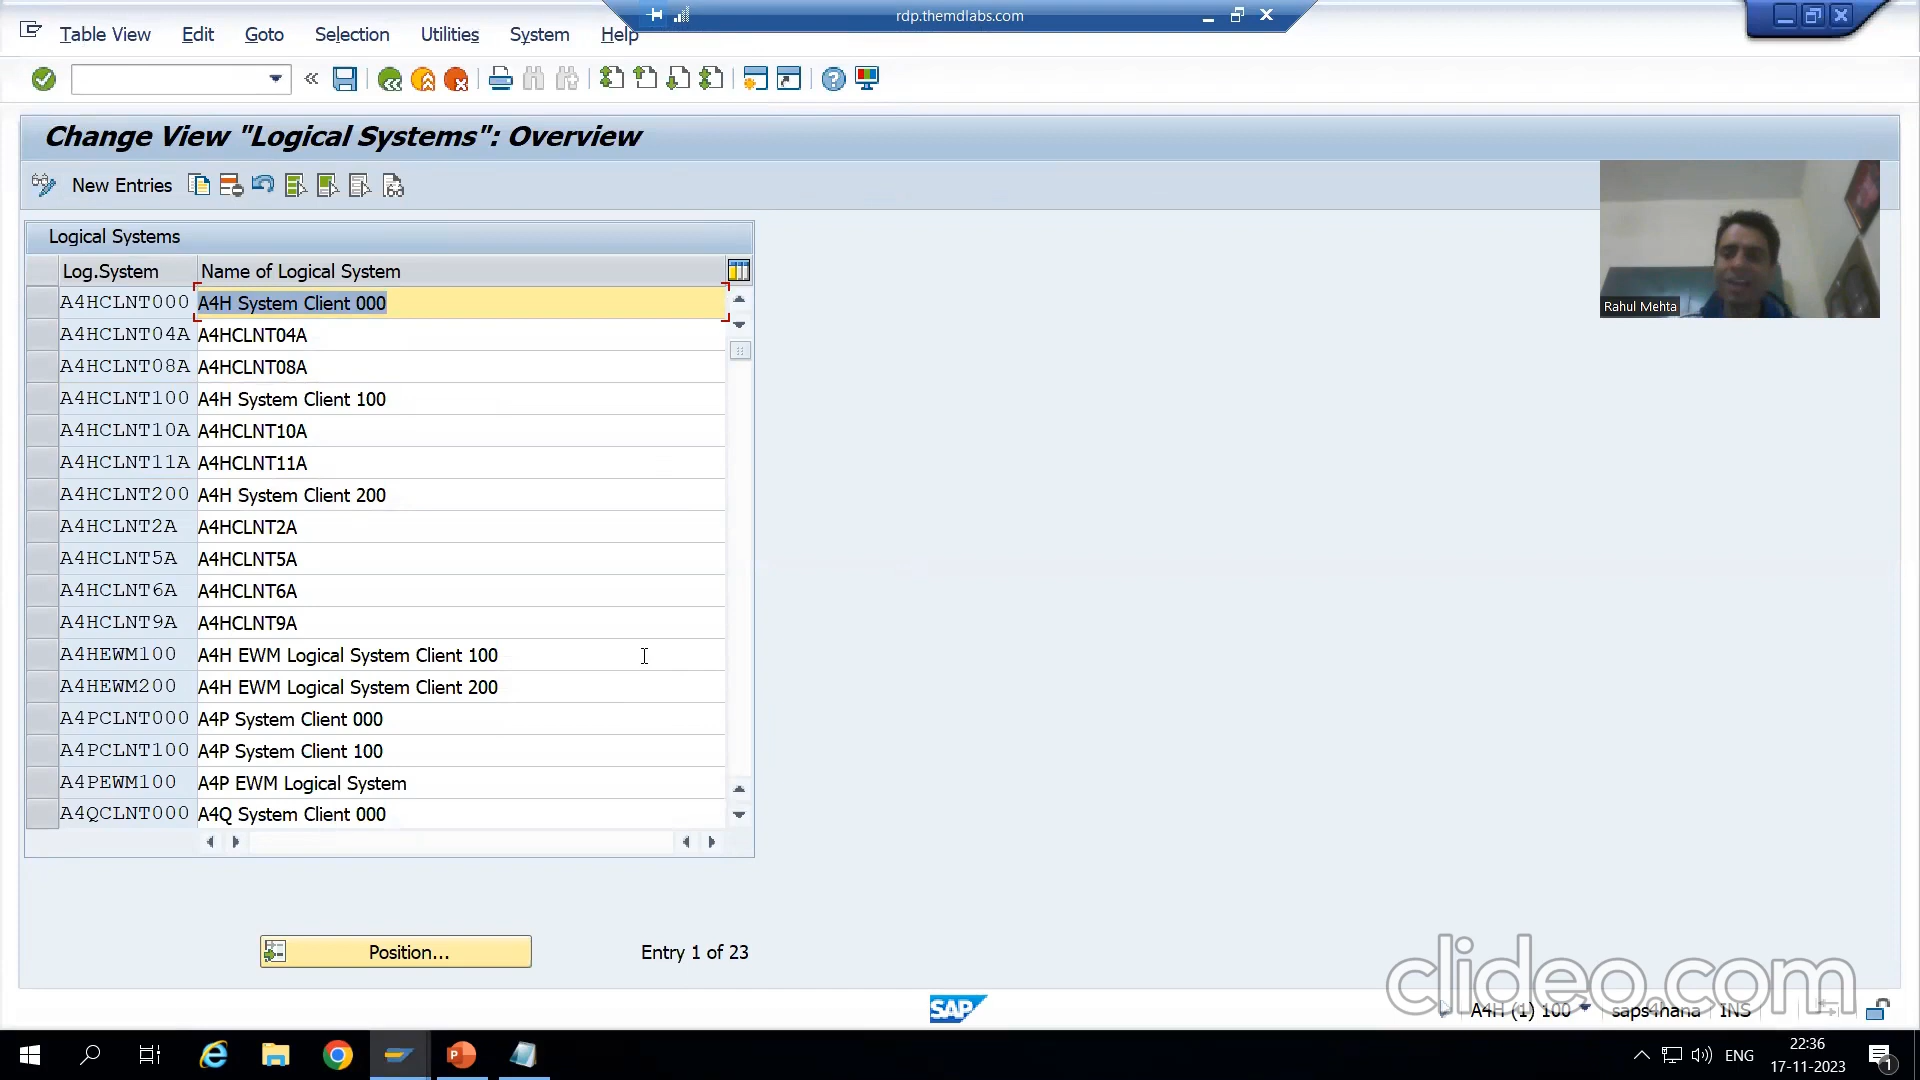 rdp.themdlabs.com
Table View Edit Goto Selection Utilities System Help
Change View "Logical Systems": Overview
New Entries
Logical Systems
Log.System Name of Logical System
A4HCLNT000 A4H System Client 000
A4HCLNT04A A4HCLNT04A
A4HCLNT08A A4HCLNT08A
A4HCLNT100 A4H System Client 100
A4HCLNT10A A4HCLNT10A
A4HCLNT11A A4HCLNT11A
A4HCLNT200 A4H System Client 200
A4HCLNT2A A4HCLNT2A
A4HCLNT5A A4HCLNT5A
A4HCLNT6A A4HCLNT6A
A4HCLNT9A A4HCLNT9A
A4HEWM100 A4H EWM Logical System Client 100
A4HEWM200 A4H EWM Logical System Client 200
A4PCLNT000 A4P System Client 000
A4PCLNT100 A4P System Client 100
A4PEWM100 A4P EWM Logical System
A4QCLNT000 A4Q System Client 000
Position... Entry 1 of 23
Rahul Mehta
clideo.com
SAP
A4H (1) 100 saps4hana INS
ENG
22:36
17-11-2023
1